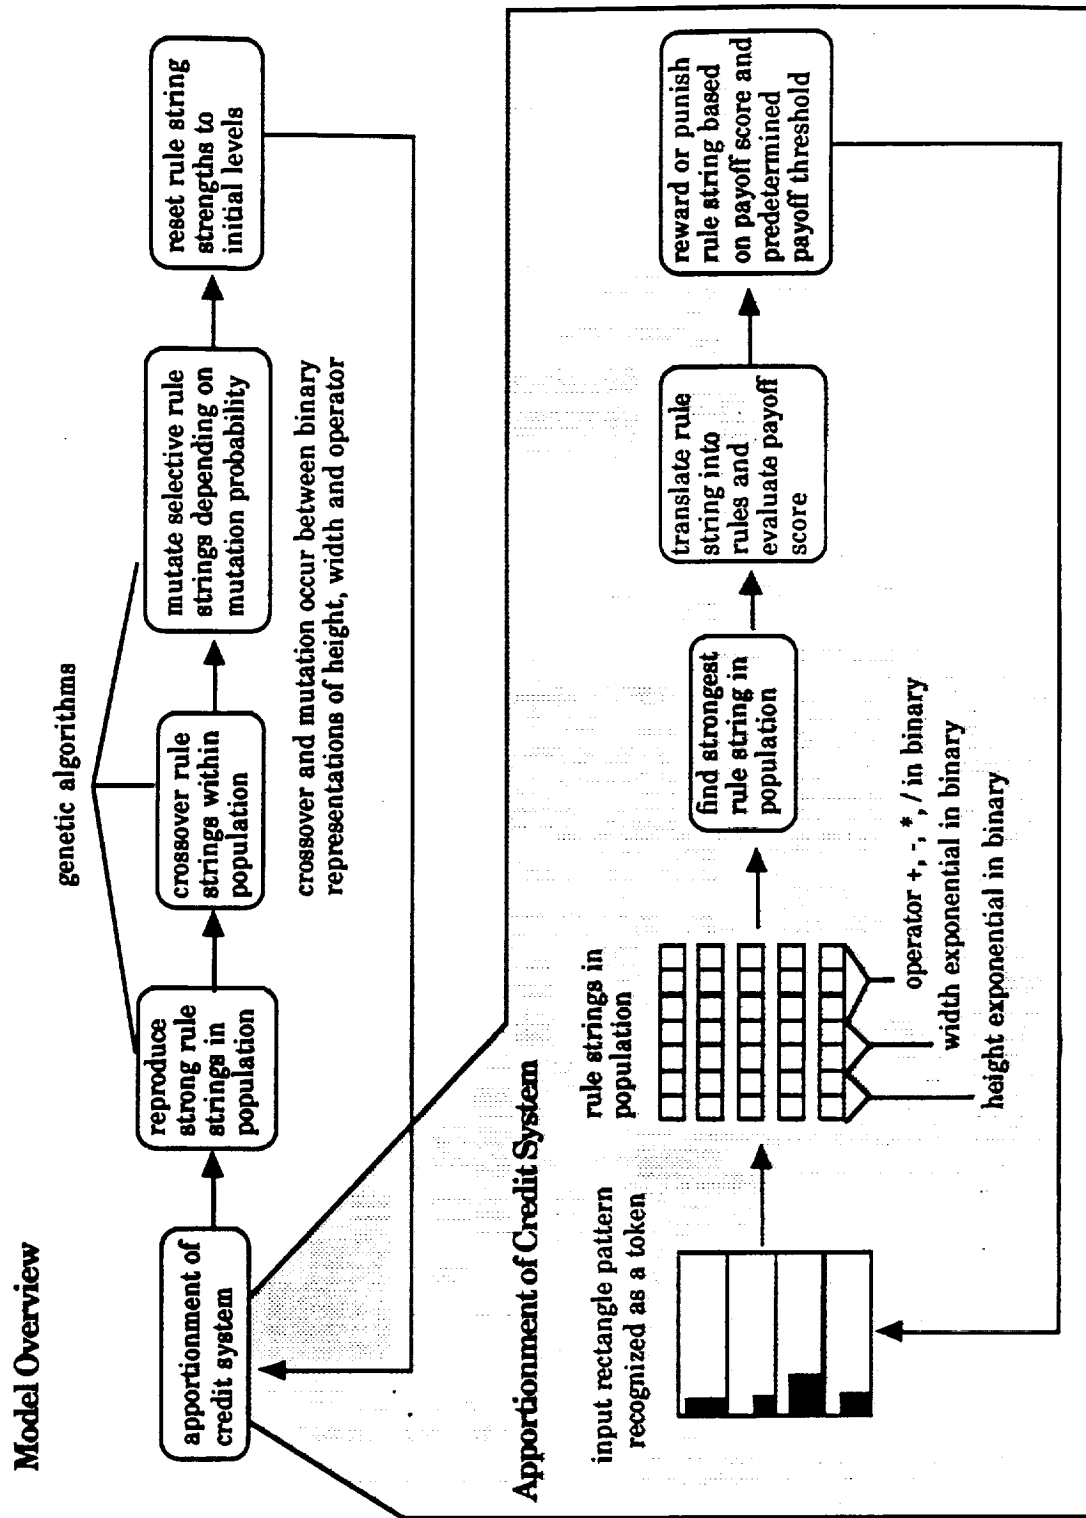 Model Overview
genetic algorithms
apportionment of
credit system
reproduce
strong rule
strings in
population
crossover rule
strings within
population
mutate selective rule
strings depending on
mutation probability
reset rule string
strengths to
initial levels
crossover and mutation occur between binary
representations of height, width and operator
Apportionment of Credit System
input rectangle pattern
recognized as a token
rule strings in
population
find strongest
rule string in
population
translate rule
string into
rules and
evaluate payoff
score
reward or punish
rule string based
on payoff score and
predetermined
payoff threshold
operator +, -, *, / in binary
width exponential in binary
height exponential in binary